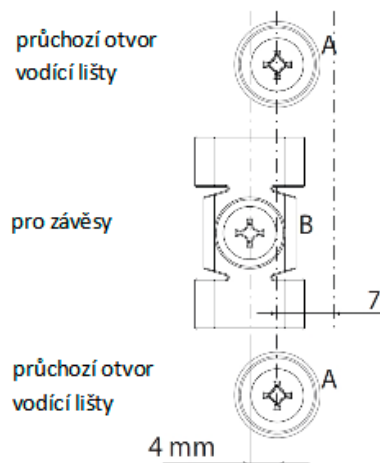 průchozí otvor
vodící lišty
A
pro závěsy
B
7
průchozí otvor
vodící lišty
A
4 mm